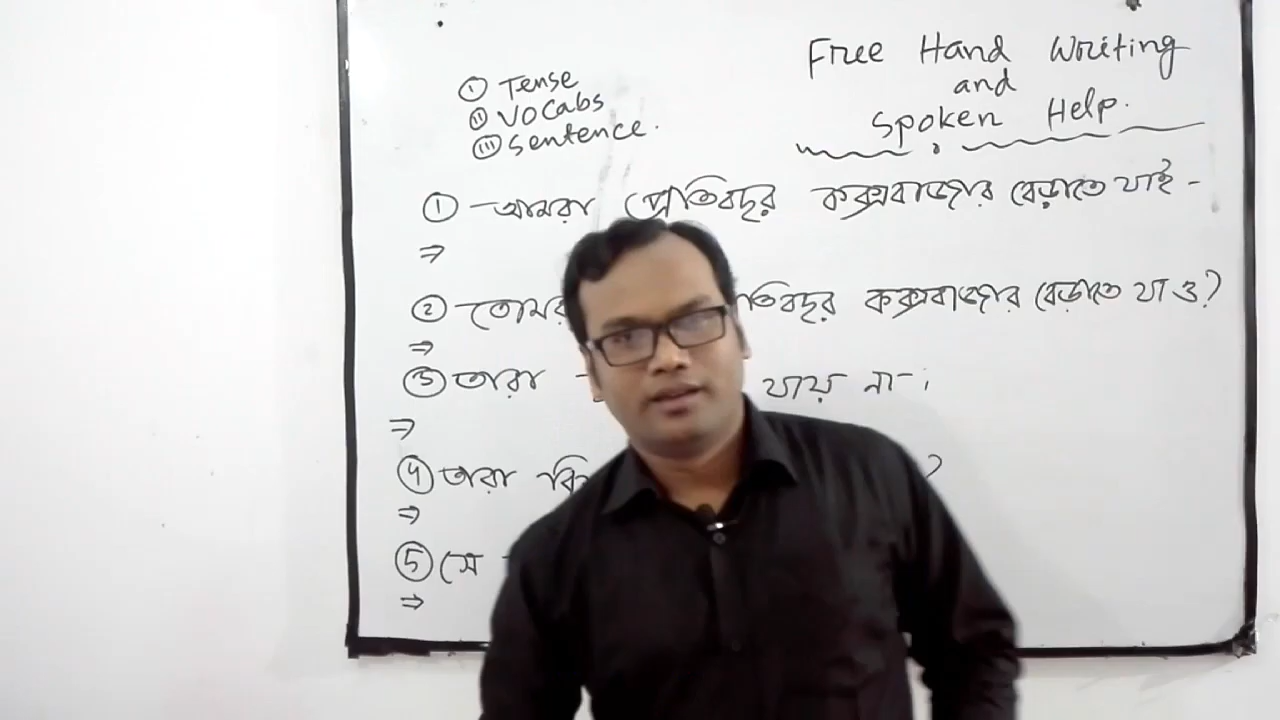 ① Tense
② Vocabs
③ Sentence.
Free Hand Writing
and
Spoken Help.
① আমরা প্রতিবছর কক্সবাজার বেড়াতে যাই -
⇒
② প্রতিবছর কক্সবাজার বেড়াতে যাও?
⇒
③ তারা যায় না।
⇒
④ তারা ?
⇒
⑤ সে
⇒